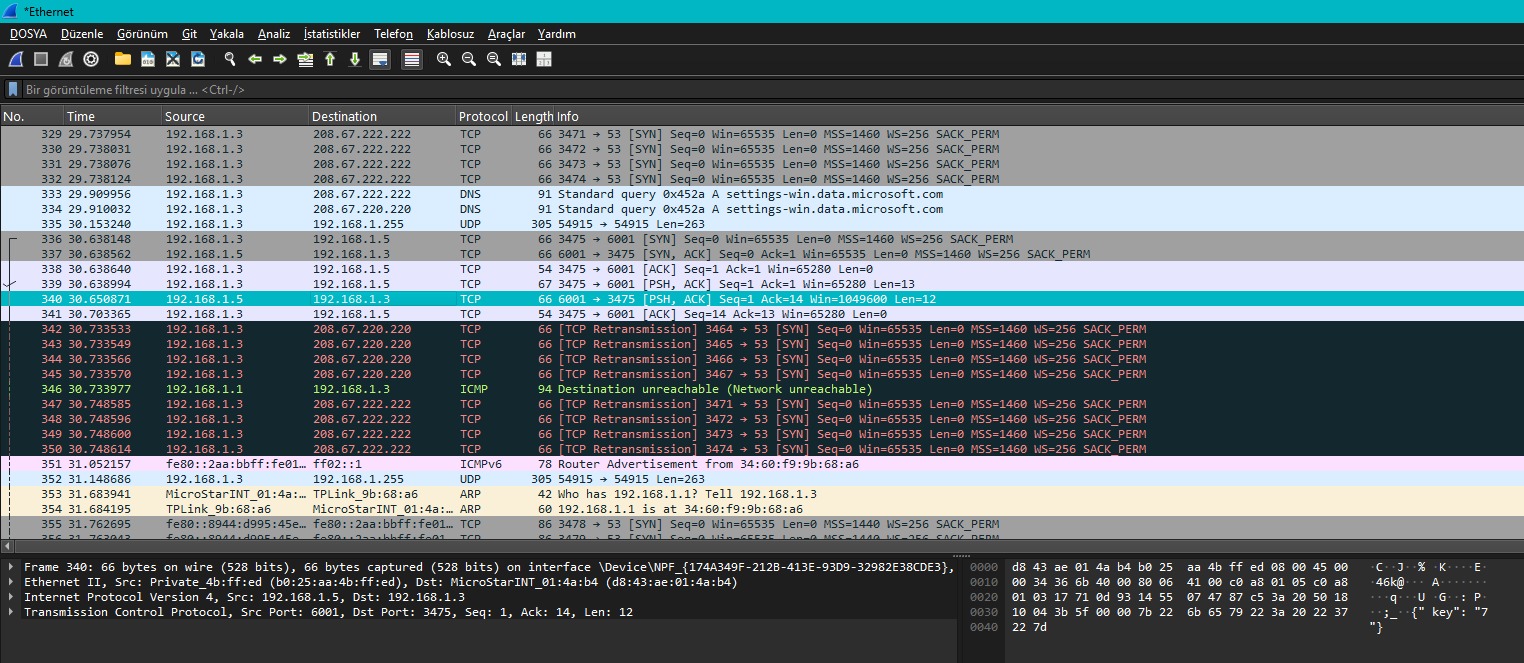 *Ethernet
DOSYA Düzenle Görünüm Git Yakala Analiz İstatistikler Telefon Kablosuz Araçlar Yardım
Bir görüntüleme filtresi uygula ... <Ctrl-/>
No. Time Source Destination Protocol Length Info
329 29.737954 192.168.1.3 208.67.222.222 TCP 66 3471 → 53 [SYN] Seq=0 Win=65535 Len=0 MSS=1460 WS=256 SACK_PERM
330 29.738031 192.168.1.3 208.67.222.222 TCP 66 3472 → 53 [SYN] Seq=0 Win=65535 Len=0 MSS=1460 WS=256 SACK_PERM
331 29.738076 192.168.1.3 208.67.222.222 TCP 66 3473 → 53 [SYN] Seq=0 Win=65535 Len=0 MSS=1460 WS=256 SACK_PERM
332 29.738124 192.168.1.3 208.67.222.222 TCP 66 3474 → 53 [SYN] Seq=0 Win=65535 Len=0 MSS=1460 WS=256 SACK_PERM
333 29.909956 192.168.1.3 208.67.222.222 DNS 91 Standard query 0x452a A settings-win.data.microsoft.com
334 29.910032 192.168.1.3 208.67.220.220 DNS 91 Standard query 0x452a A settings-win.data.microsoft.com
335 30.153240 192.168.1.3 192.168.1.255 UDP 305 54915 → 54915 Len=263
336 30.638148 192.168.1.3 192.168.1.5 TCP 66 3475 → 6001 [SYN] Seq=0 Win=65535 Len=0 MSS=1460 WS=256 SACK_PERM
337 30.638562 192.168.1.5 192.168.1.3 TCP 66 6001 → 3475 [SYN, ACK] Seq=0 Ack=1 Win=65535 Len=0 MSS=1460 WS=256 SACK_PERM
338 30.638640 192.168.1.3 192.168.1.5 TCP 54 3475 → 6001 [ACK] Seq=1 Ack=1 Win=65280 Len=0
339 30.638994 192.168.1.3 192.168.1.5 TCP 67 3475 → 6001 [PSH, ACK] Seq=1 Ack=1 Win=65280 Len=13
340 30.650871 192.168.1.5 192.168.1.3 TCP 66 6001 → 3475 [PSH, ACK] Seq=1 Ack=14 Win=1049600 Len=12
341 30.703365 192.168.1.3 192.168.1.5 TCP 54 3475 → 6001 [ACK] Seq=14 Ack=13 Win=65280 Len=0
342 30.733533 192.168.1.3 208.67.220.220 TCP 66 [TCP Retransmission] 3464 → 53 [SYN] Seq=0 Win=65535 Len=0 MSS=1460 WS=256 SACK_PERM
343 30.733549 192.168.1.3 208.67.220.220 TCP 66 [TCP Retransmission] 3465 → 53 [SYN] Seq=0 Win=65535 Len=0 MSS=1460 WS=256 SACK_PERM
344 30.733566 192.168.1.3 208.67.220.220 TCP 66 [TCP Retransmission] 3466 → 53 [SYN] Seq=0 Win=65535 Len=0 MSS=1460 WS=256 SACK_PERM
345 30.733570 192.168.1.3 208.67.220.220 TCP 66 [TCP Retransmission] 3467 → 53 [SYN] Seq=0 Win=65535 Len=0 MSS=1460 WS=256 SACK_PERM
346 30.733977 192.168.1.1 192.168.1.3 ICMP 94 Destination unreachable (Network unreachable)
347 30.748585 192.168.1.3 208.67.222.222 TCP 66 [TCP Retransmission] 3471 → 53 [SYN] Seq=0 Win=65535 Len=0 MSS=1460 WS=256 SACK_PERM
348 30.748596 192.168.1.3 208.67.222.222 TCP 66 [TCP Retransmission] 3472 → 53 [SYN] Seq=0 Win=65535 Len=0 MSS=1460 WS=256 SACK_PERM
349 30.748600 192.168.1.3 208.67.222.222 TCP 66 [TCP Retransmission] 3473 → 53 [SYN] Seq=0 Win=65535 Len=0 MSS=1460 WS=256 SACK_PERM
350 30.748614 192.168.1.3 208.67.222.222 TCP 66 [TCP Retransmission] 3474 → 53 [SYN] Seq=0 Win=65535 Len=0 MSS=1460 WS=256 SACK_PERM
351 31.052157 fe80::2aa:bbff:fe01… ff02::1 ICMPv6 78 Router Advertisement from 34:60:f9:9b:68:a6
352 31.148686 192.168.1.3 192.168.1.255 UDP 305 54915 → 54915 Len=263
353 31.683941 MicroStarINT_01:4a:… TPLink_9b:68:a6 ARP 42 Who has 192.168.1.1? Tell 192.168.1.3
354 31.684195 TPLink_9b:68:a6 MicroStarINT_01:4a:… ARP 60 192.168.1.1 is at 34:60:f9:9b:68:a6
355 31.762695 fe80::8944:d995:45e… fe80::2aa:bbff:fe01… TCP 86 3478 → 53 [SYN] Seq=0 Win=65535 Len=0 MSS=1440 WS=256 SACK_PERM
356 31.763043 fe80::8944:d995:45e… fe80::2aa:bbff:fe01… TCP 86 3479 → 53 [SYN] Seq=0 Win=65535 Len=0 MSS=1440 WS=256 SACK_PERM
Frame 340: 66 bytes on wire (528 bits), 66 bytes captured (528 bits) on interface \Device\NPF_{174A349F-212B-413E-93D9-32982E38CDE3},
Ethernet II, Src: Private_4b:ff:ed (b0:25:aa:4b:ff:ed), Dst: MicroStarINT_01:4a:b4 (d8:43:ae:01:4a:b4)
Internet Protocol Version 4, Src: 192.168.1.5, Dst: 192.168.1.3
Transmission Control Protocol, Src Port: 6001, Dst Port: 3475, Seq: 1, Ack: 14, Len: 12
0000 d8 43 ae 01 4a b4 b0 25 aa 4b ff ed 08 00 45 00 ·C··J··% ·K····E·
0010 00 34 36 6b 40 00 80 06 41 00 c0 a8 01 05 c0 a8 ·46k@··· A·······
0020 01 03 17 71 0d 93 14 55 07 47 87 c5 3a 20 50 18 ···q···U ·G··: P·
0030 10 04 3b 5f 00 00 7b 22 6b 65 79 22 3a 20 22 37 ··;_··{" key": "7
0040 22 7d "}